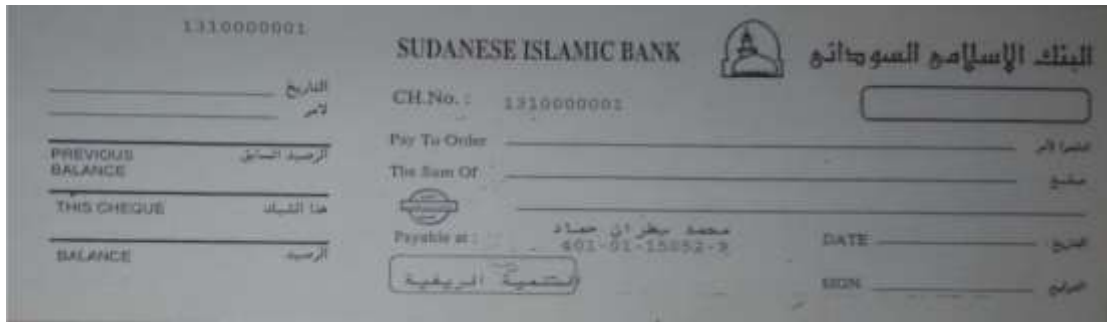 1310000001
التاريخ
لأمر
PREVIOUS BALANCE الرصيد السابق
THIS CHEQUE هذا الشيك
BALANCE الرصيد
SUDANESE ISLAMIC BANK البنك الإسلامي السوداني
CH.No. : 1310000001
Pay To Order ادفعوا لأمر
The Sum Of مبلغ
Payable at :
محمد بطران حماد
401-01-15052-9
DATE التاريخ
التنمية الريفية
SIGN التوقيع